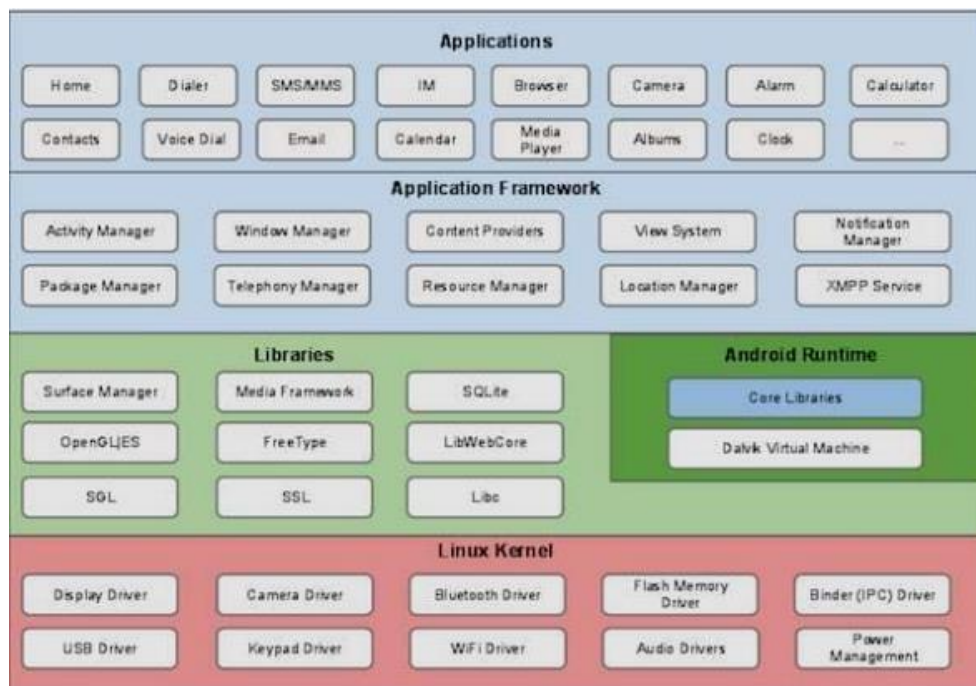 Applications
Home Dialer SMS/MMS IM Browser Camera Alarm Calculator
Contacts Voice Dial Email Calendar Media Player Albums Clock ...
Application Framework
Activity Manager Window Manager Content Providers View System Notification Manager
Package Manager Telephony Manager Resource Manager Location Manager XMPP Service
Libraries
Surface Manager Media Framework SQLite
OpenGL|ES FreeType LibWebCore
SGL SSL Libc
Android Runtime
Core Libraries
Dalvik Virtual Machine
Linux Kernel
Display Driver Camera Driver Bluetooth Driver Flash Memory Driver Binder (IPC) Driver
USB Driver Keypad Driver WiFi Driver Audio Drivers Power Management